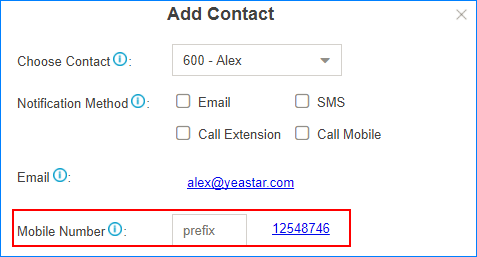 Add Contact
Choose Contact : 600 - Alex
Notification Method : Email SMS
Call Extension Call Mobile
Email : alex@yeastar.com
Mobile Number : prefix 12548746